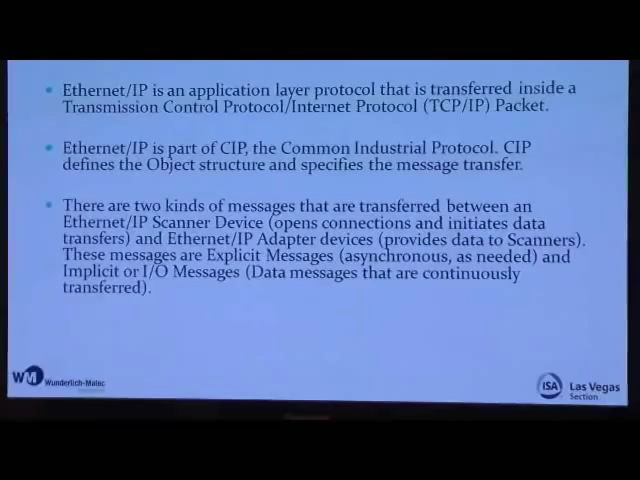 • Ethernet/IP is an application layer protocol that is transferred inside a
Transmission Control Protocol/Internet Protocol (TCP/IP) Packet.
• Ethernet/IP is part of CIP, the Common Industrial Protocol. CIP
defines the Object structure and specifies the message transfer.
• There are two kinds of messages that are transferred between an
Ethernet/IP Scanner Device (opens connections and initiates data
transfers) and Ethernet/IP Adapter devices (provides data to Scanners).
These messages are Explicit Messages (asynchronous, as needed) and
Implicit or I/O Messages (Data messages that are continuously
transferred).
WM Wunderlich-Malec
ISA Las Vegas
Section